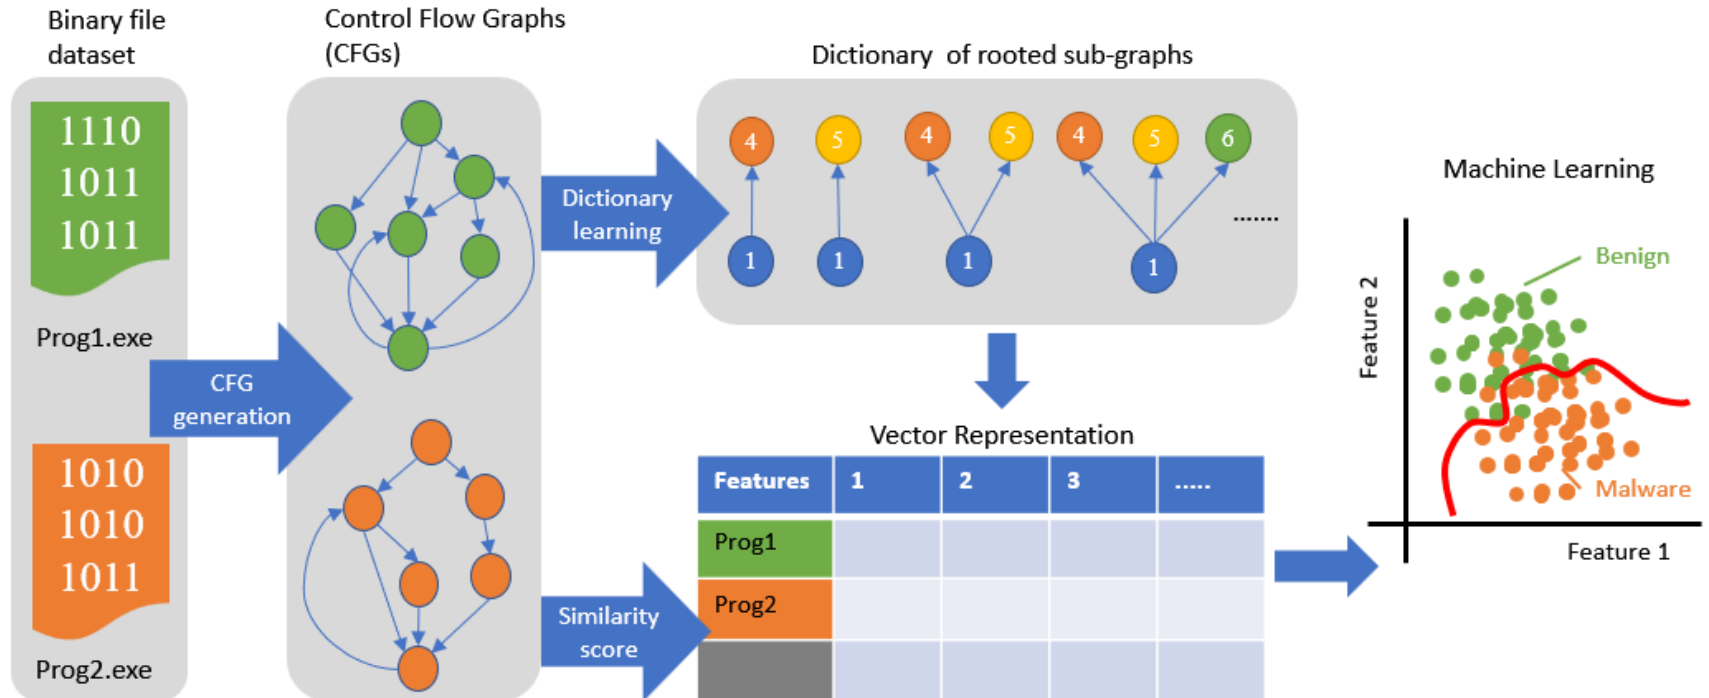 Binary file
dataset
1110
1011
1011
Prog1.exe
1010
1010
1011
Prog2.exe
CFG
generation
Control Flow Graphs
(CFGs)
Dictionary
learning
Similarity
score
Dictionary of rooted sub-graphs
4 5 4 5 4 5 6
.......
1 1 1 1
Vector Representation
Features 1 2 3 .....
Prog1
Prog2
Machine Learning
Benign
Feature 2
Malware
Feature 1